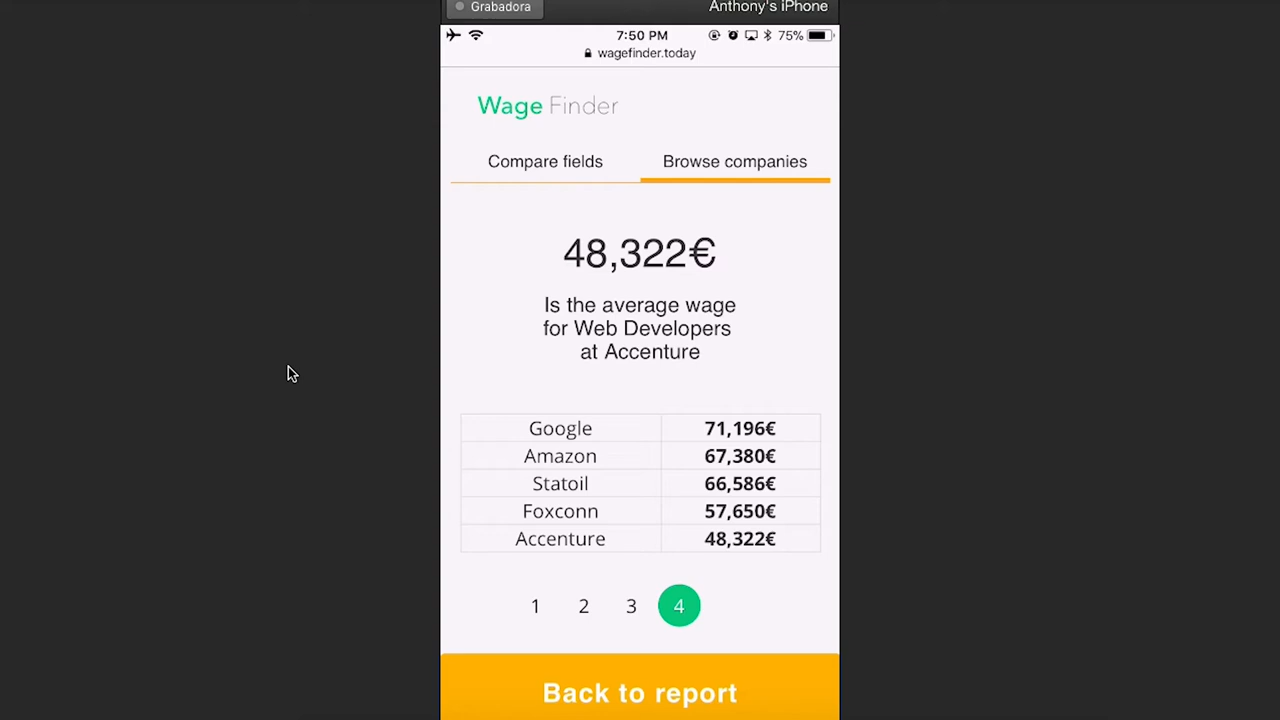 Grabadora
Anthony's iPhone
7:50 PM
75%
wagefinder.today
Wage Finder
Compare fields
Browse companies
48,322€
Is the average wage
for Web Developers
at Accenture
Google 71,196€
Amazon 67,380€
Statoil 66,586€
Foxconn 57,650€
Accenture 48,322€
1 2 3 4
Back to report